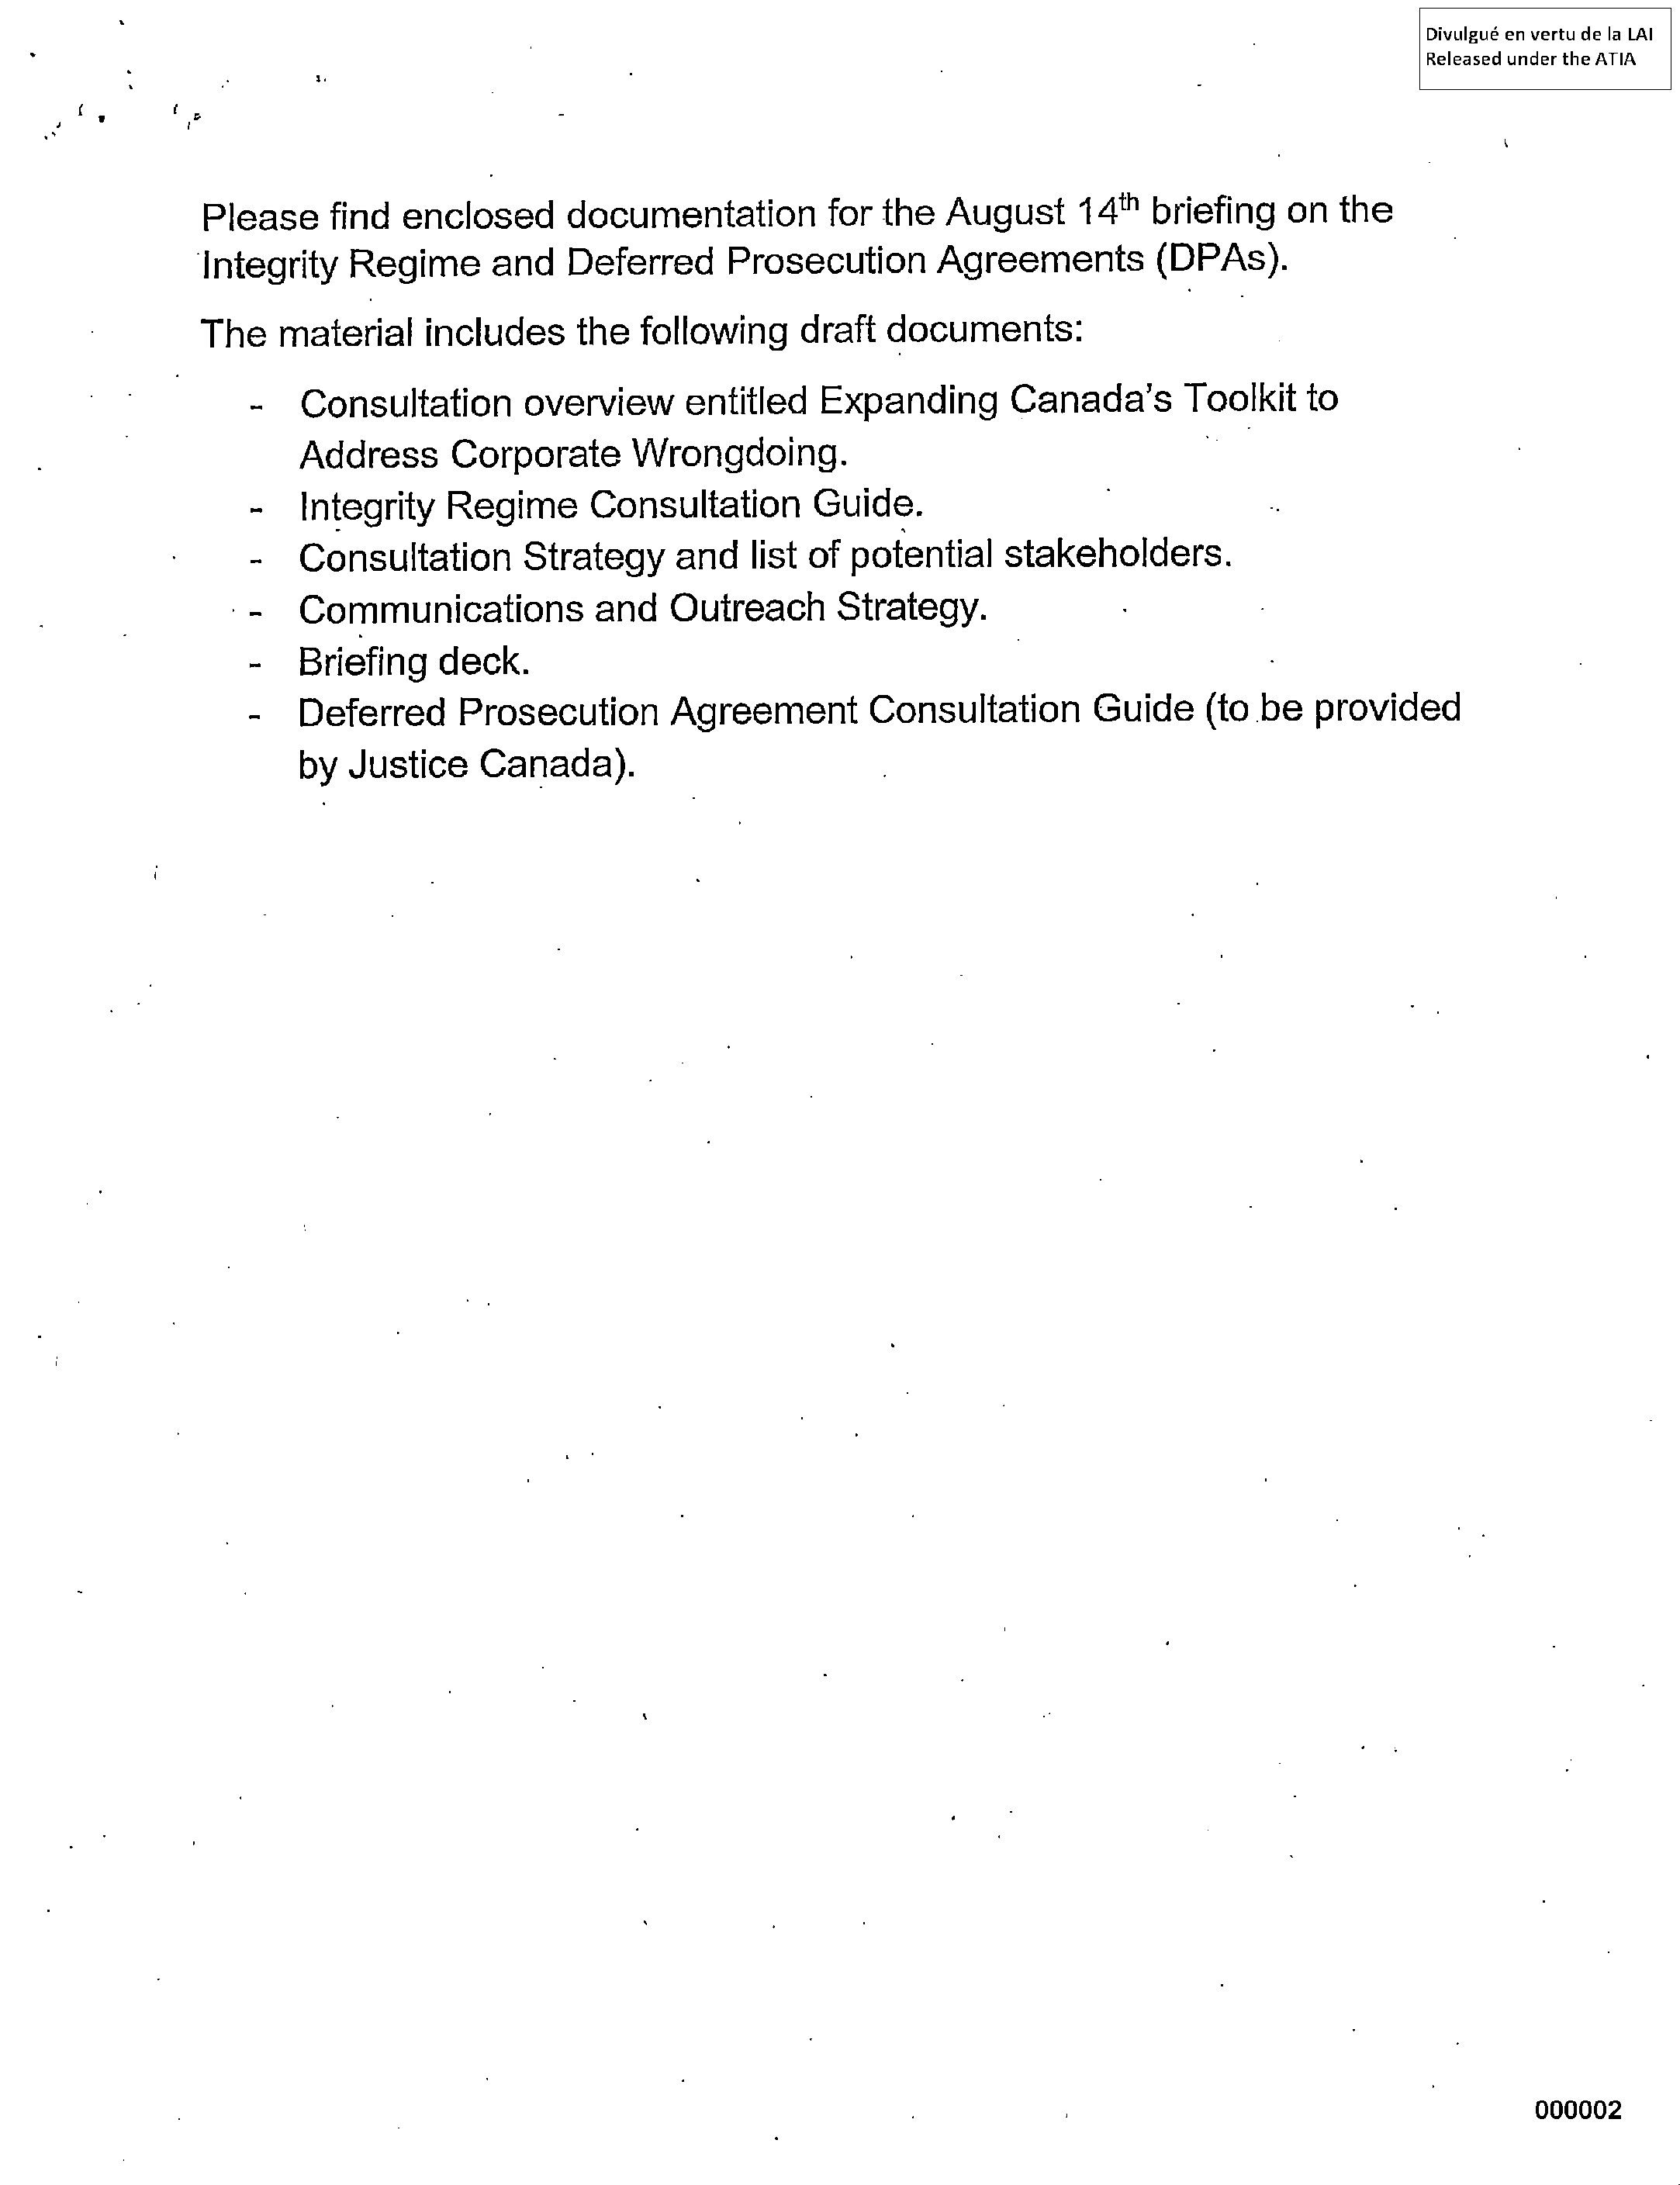 Divulgué en vertu de la LAI
Released under the ATIA
Please find enclosed documentation for the August 14th briefing on the
Integrity Regime and Deferred Prosecution Agreements (DPAs).
The material includes the following draft documents:
- Consultation overview entitled Expanding Canada's Toolkit to
Address Corporate Wrongdoing.
- Integrity Regime Consultation Guide.
- Consultation Strategy and list of potential stakeholders.
- Communications and Outreach Strategy.
- Briefing deck.
- Deferred Prosecution Agreement Consultation Guide (to be provided
by Justice Canada).
000002